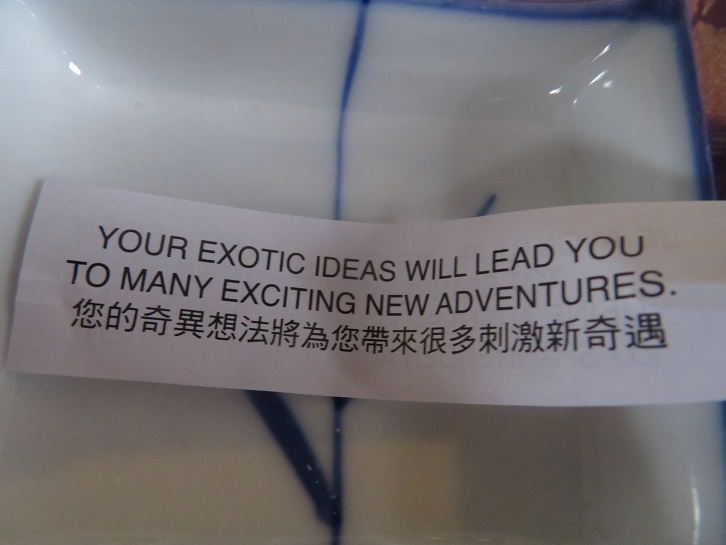 YOUR EXOTIC IDEAS WILL LEAD YOU
TO MANY EXCITING NEW ADVENTURES.
您的奇異想法將為您帶來很多刺激新奇遇